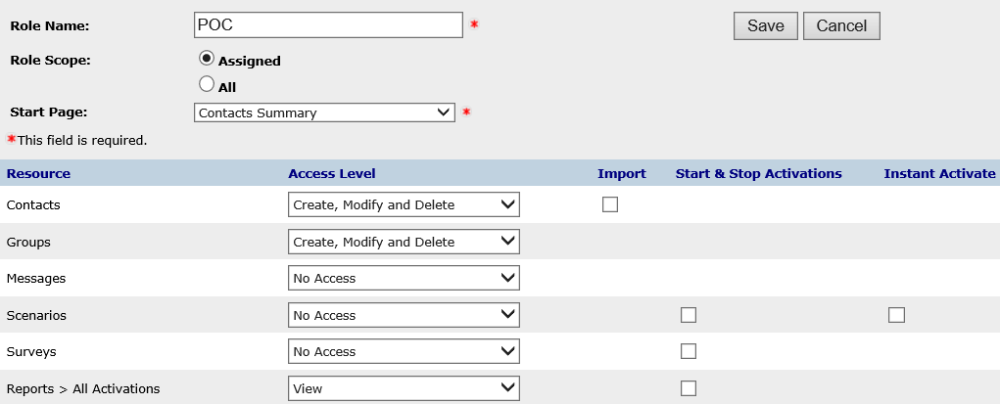 Role Name: POC * Save Cancel
Role Scope: Assigned
All
Start Page: Contacts Summary *
*This field is required.
Resource Access Level Import Start & Stop Activations Instant Activate
Contacts Create, Modify and Delete
Groups Create, Modify and Delete
Messages No Access
Scenarios No Access
Surveys No Access
Reports > All Activations View